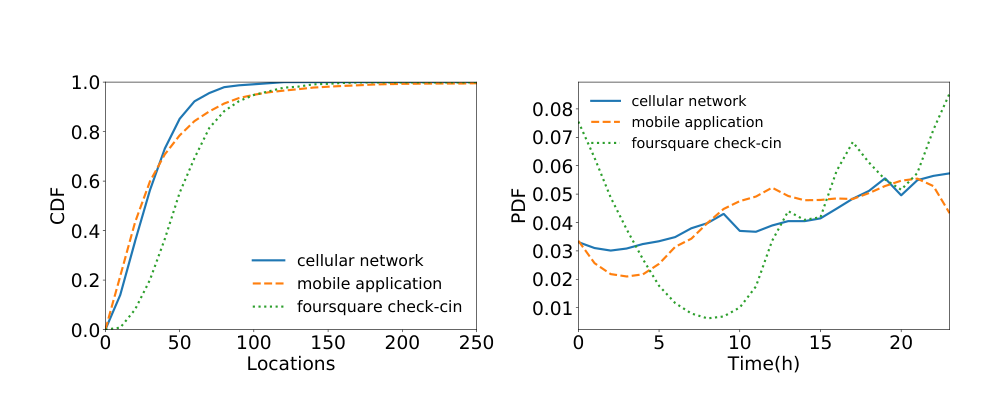 1.0
0.8
0.6
0.4
0.2
0.0
CDF
cellular network
mobile application
foursquare check-cin
0 50 100 150 200 250
Locations
0.08
0.07
0.06
0.05
0.04
0.03
0.02
0.01
PDF
cellular network
mobile application
foursquare check-cin
0 5 10 15 20
Time(h)